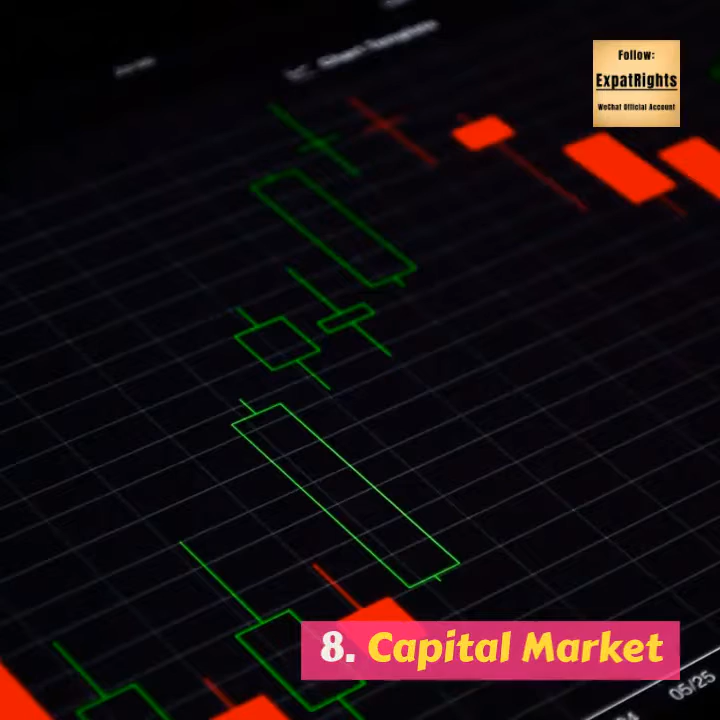 Follow:
ExpatRights
WeChat Official Account
8. Capital Market
05/25